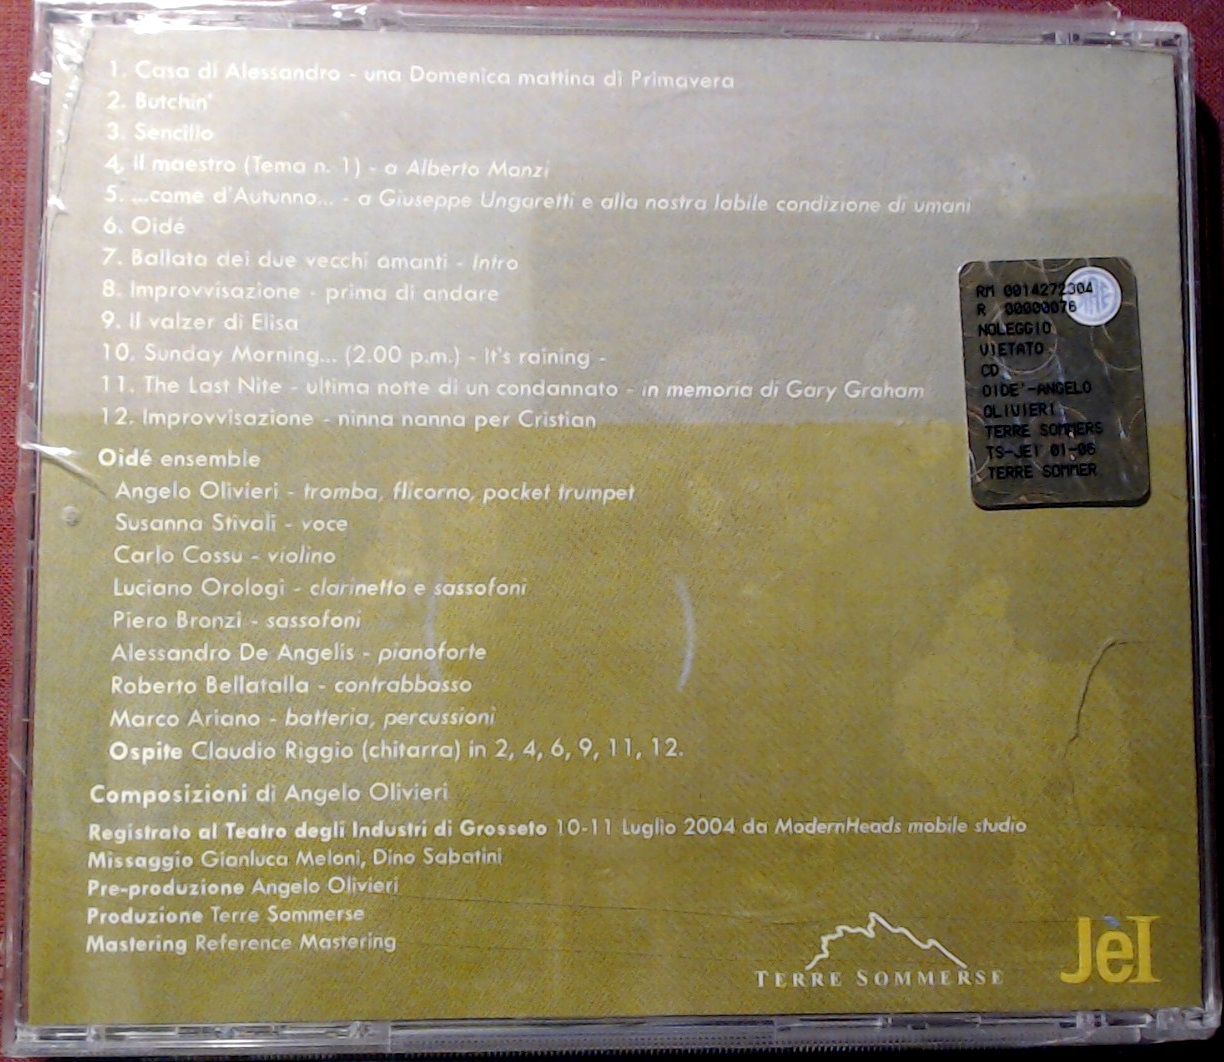 1. Casa di Alessandro - una Domenica mattina di Primavera
2. Butchin'
3. Sencillo
4. Il maestro (Tema n. 1) - a Alberto Manzi
5. ...come d'Autunno... - a Giuseppe Ungaretti e alla nostra labile condizione di umani
6. Oidé
7. Ballata dei due vecchi amanti - Intro
8. Improvvisazione - prima di andare
9. Il valzer di Elisa
10. Sunday Morning... (2.00 p.m.) - It's raining -
11. The Last Nite - ultima notte di un condannato - in memoria di Gary Graham
12. Improvvisazione - ninna nanna per Cristian
Oidé ensemble
Angelo Olivieri - tromba, flicorno, pocket trumpet
Susanna Stivali - voce
Carlo Cossu - violino
Luciano Orologi - clarinetto e sassofoni
Piero Bronzi - sassofoni
Alessandro De Angelis - pianoforte
Roberto Bellatalla - contrabbasso
Marco Ariano - batteria, percussioni
Ospite Claudio Riggio (chitarra) in 2, 4, 6, 9, 11, 12.
Composizioni di Angelo Olivieri
Registrato al Teatro degli Industri di Grosseto 10-11 Luglio 2004 da ModernHeads mobile studio
Missaggio Gianluca Meloni, Dino Sabatini
Pre-produzione Angelo Olivieri
Produzione Terre Sommerse
Mastering Reference Mastering
RM 0014272304
R 00000076
NOLEGGIO
VIETATO
CD
OIDE'-ANGELO
OLIVIERI
TERRE SOMMERS
TS-JEI 01-06
TERRE SOMMER
SIAE
TERRE SOMMERSE
JèI